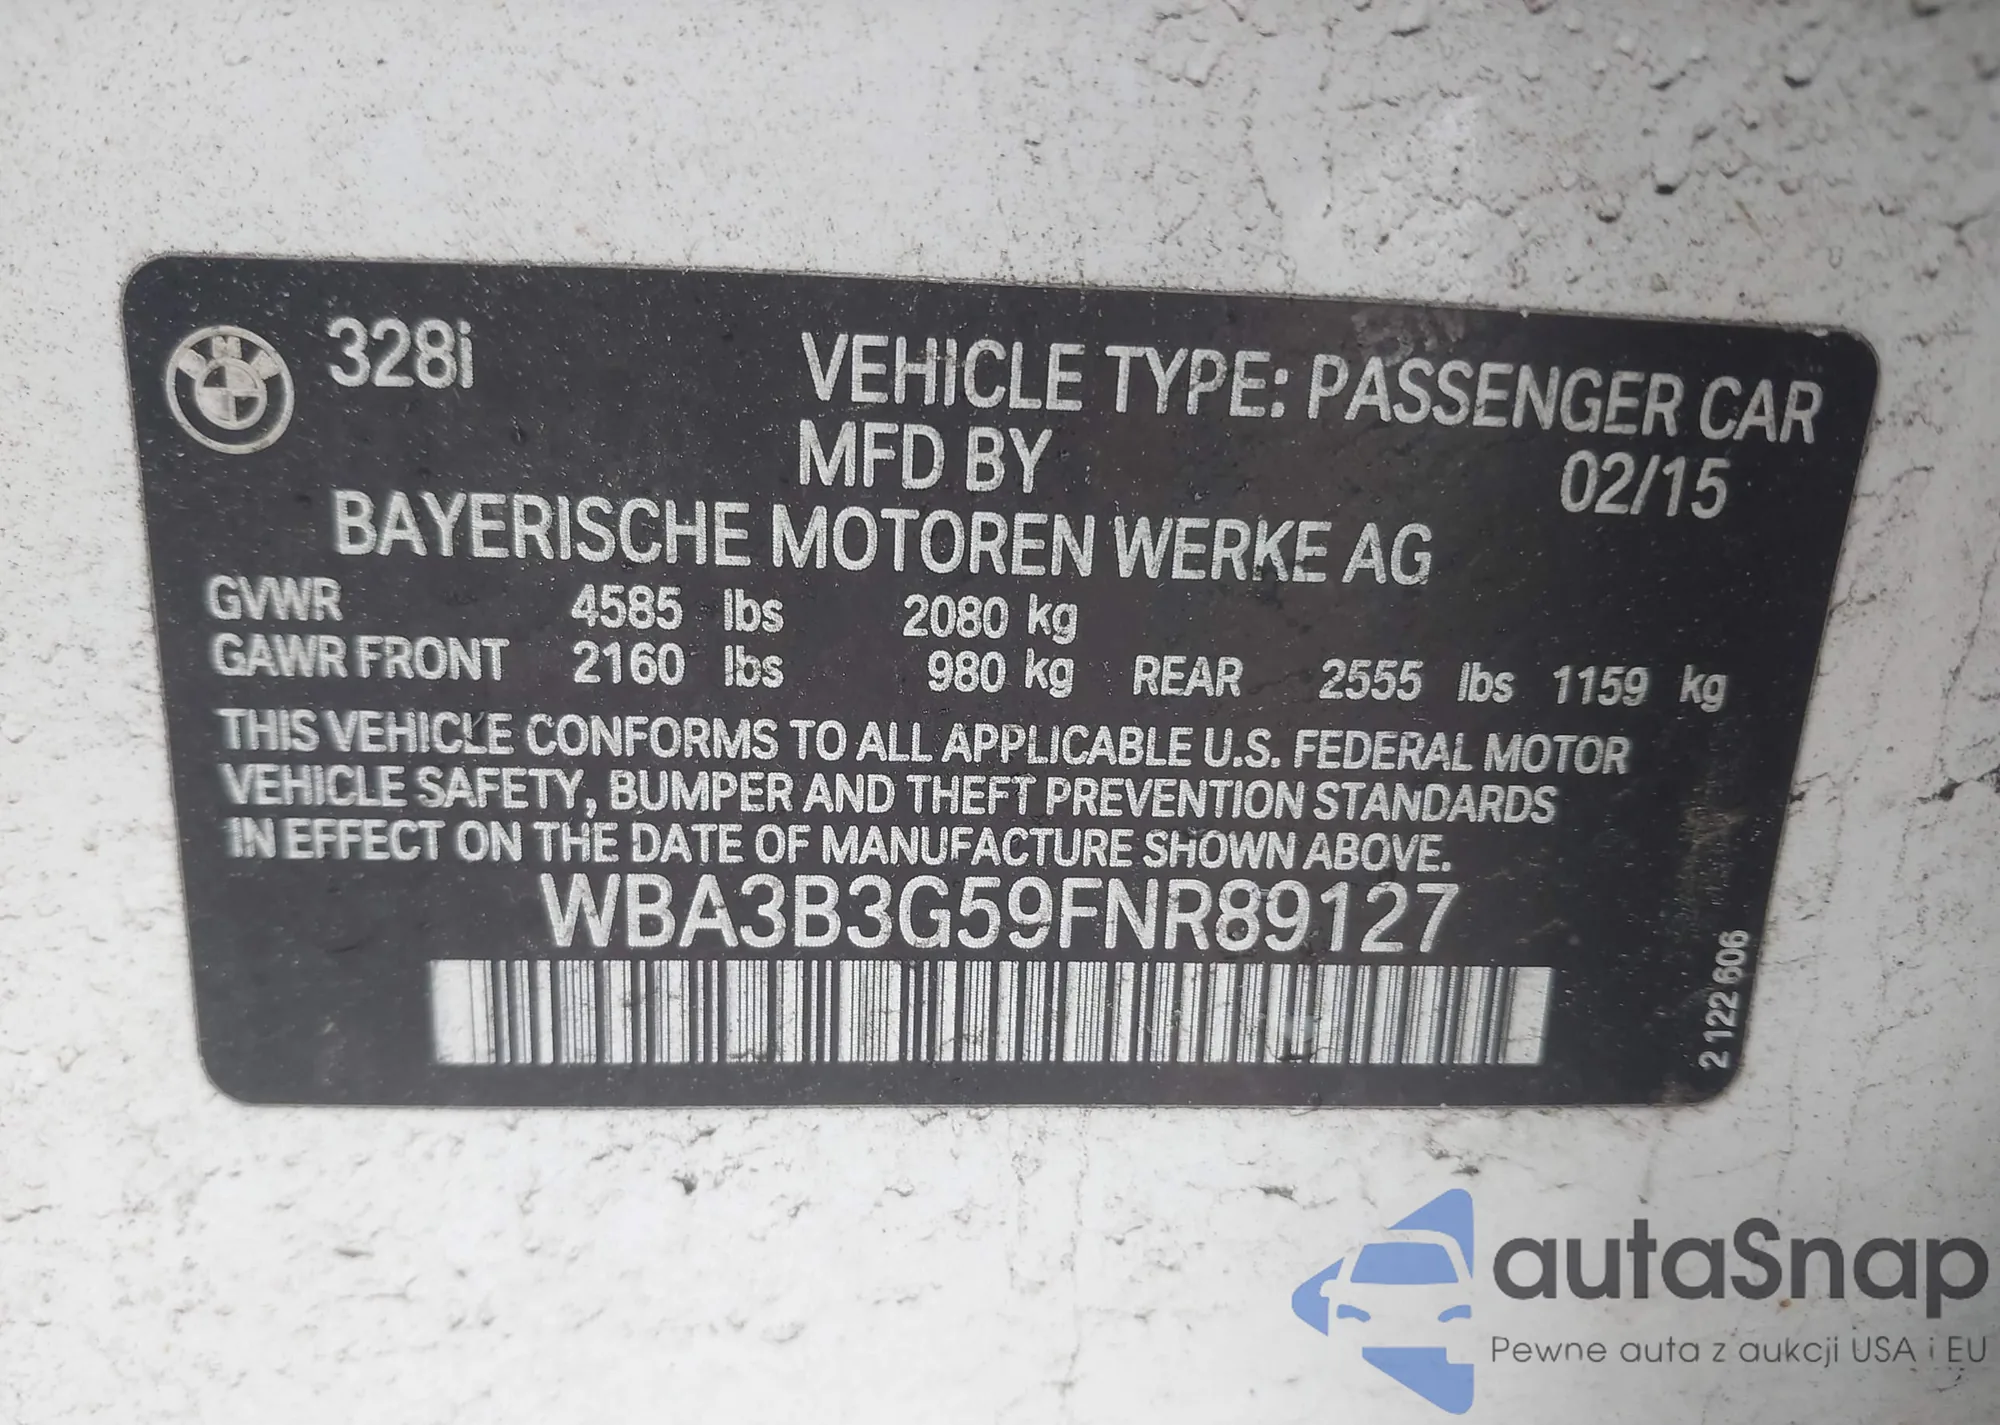 BMW 328i
VEHICLE TYPE: PASSENGER CAR
MFD BY 02/15
BAYERISCHE MOTOREN WERKE AG
GVWR 4585 lbs 2080 kg
GAWR FRONT 2160 lbs 980 kg REAR 2555 lbs 1159 kg
THIS VEHICLE CONFORMS TO ALL APPLICABLE U.S. FEDERAL MOTOR
VEHICLE SAFETY, BUMPER AND THEFT PREVENTION STANDARDS
IN EFFECT ON THE DATE OF MANUFACTURE SHOWN ABOVE.
WBA3B3G59FNR89127
2 122 606
autaSnap
Pewne auta z aukcji USA i EU